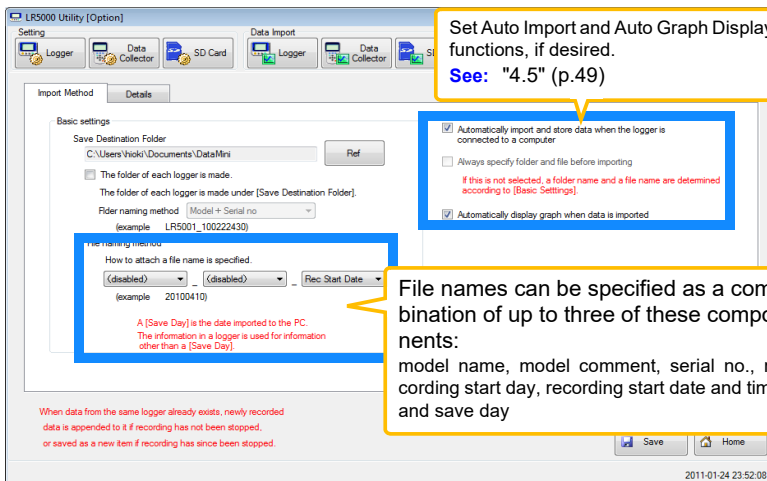 LR5000 Utility [Option]
Setting
Logger
Data Collector
SD Card
Data Import
Logger
Data Collector
Set Auto Import and Auto Graph Display
functions, if desired.
See: "4.5" (p.49)
Import Method
Details
Basic settings
Save Destination Folder
C:\Users\hioki\Documents\DataMini
Ref
The folder of each logger is made.
The folder of each logger is made under [Save Destination Folder].
Flder naming method
Model + Serial no
(example LR5001_100222430)
File naming method
How to attach a file name is specified.
(disabled) _ (disabled) _ Rec Start Date
(example 20100410)
A [Save Day] is the date imported to the PC.
The information in a logger is used for information
other than a [Save Day].
Automatically import and store data when the logger is
connected to a computer
Always specify folder and file before importing
If this is not selected, a folder name and a file name are determined
according to [Basic Setttings].
Automatically display graph when data is imported
File names can be specified as a com
bination of up to three of these compo
nents:
model name, model comment, serial no.,
cording start day, recording start date and tim
and save day
When data from the same logger already exists, newly recorded
data is appended to it if recording has not been stopped,
or saved as a new item if recording has since been stopped.
Save
Home
2011-01-24 23:52:08